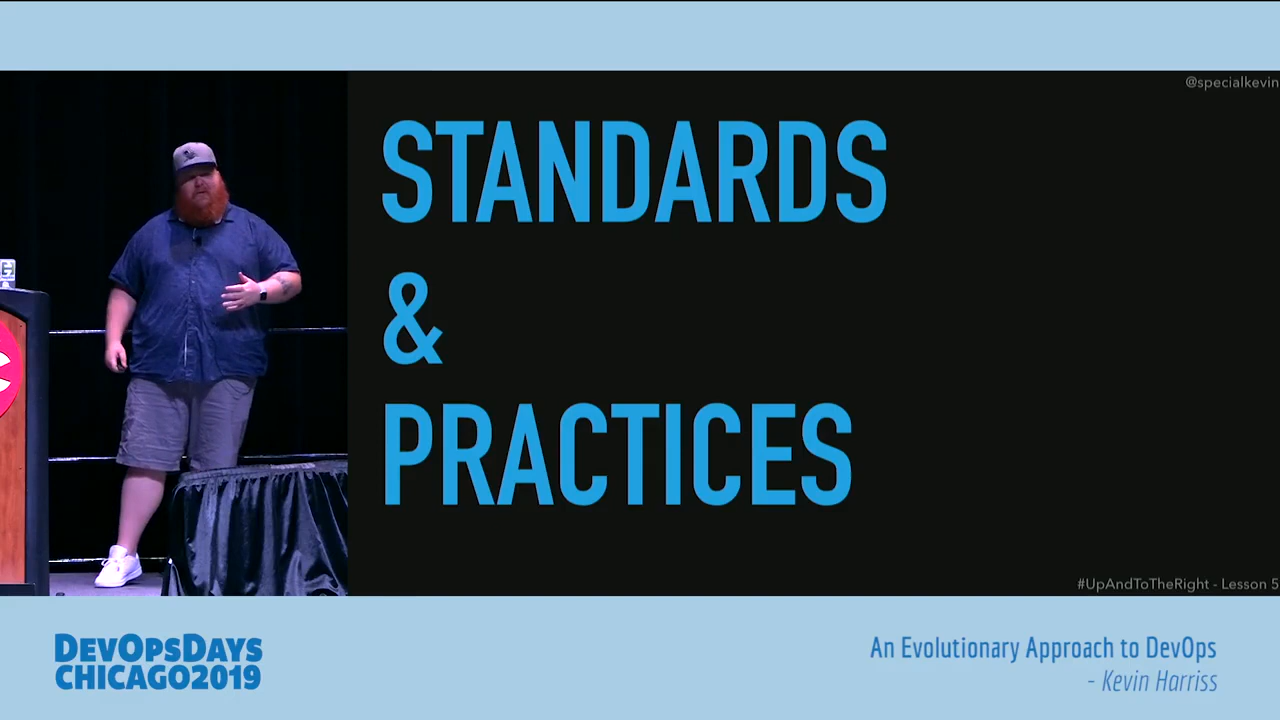 @specialkevin
STANDARDS
&
PRACTICES
#UpAndToTheRight - Lesson 5
DEVOPSDAYS
CHICAGO2019
An Evolutionary Approach to DevOps
- Kevin Harriss